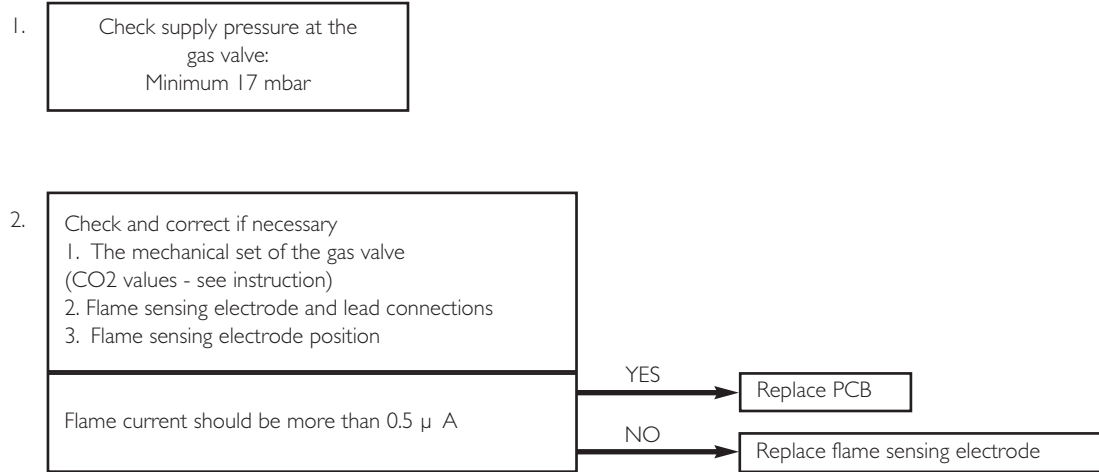 1.
Check supply pressure at the
gas valve:
Minimum 17 mbar
2.
Check and correct if necessary
1. The mechanical set of the gas valve
(CO2 values - see instruction)
2. Flame sensing electrode and lead connections
3. Flame sensing electrode position
Flame current should be more than 0.5 μ A
YES
Replace PCB
NO
Replace flame sensing electrode